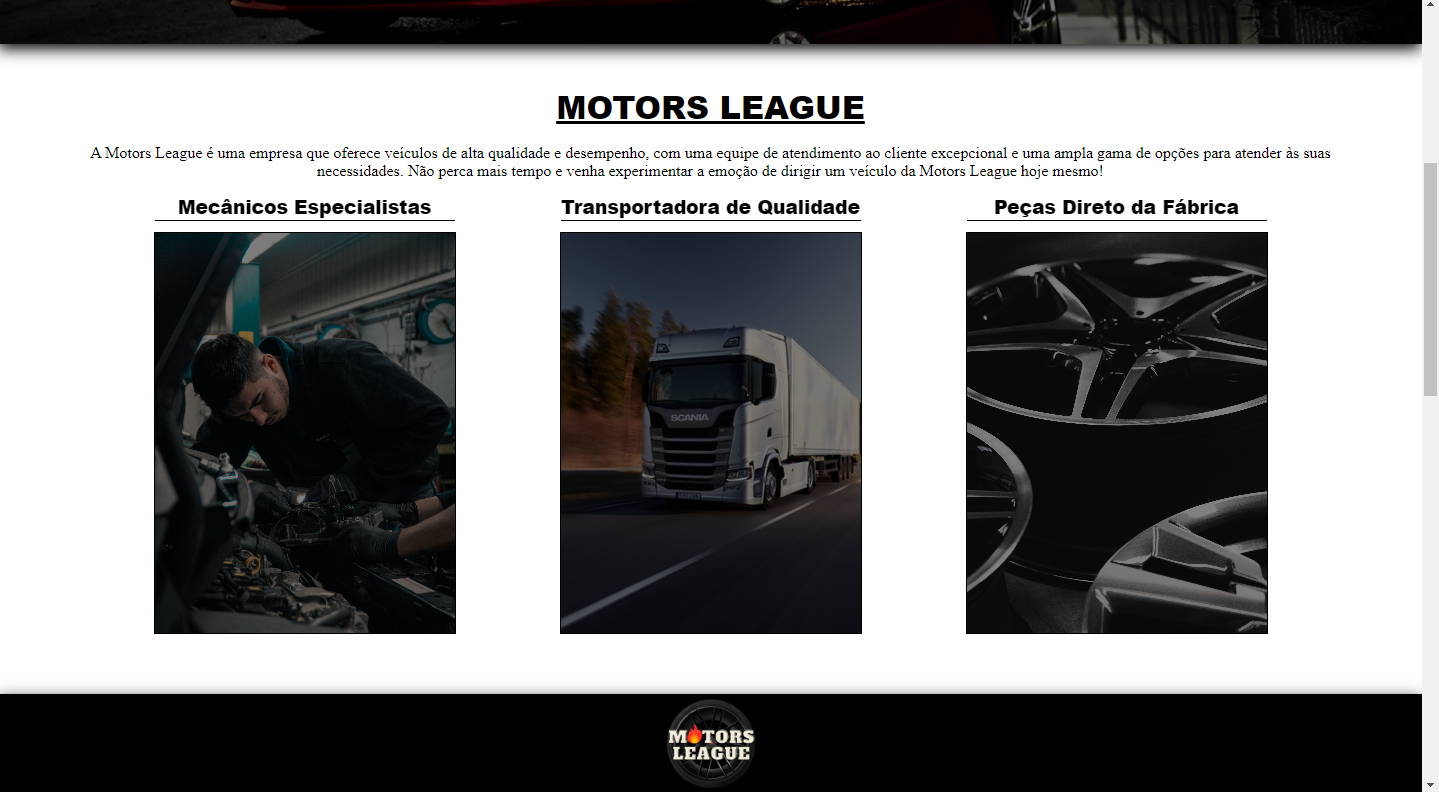 MOTORS LEAGUE
A Motors League é uma empresa que oferece veículos de alta qualidade e desempenho, com uma equipe de atendimento ao cliente excepcional e uma ampla gama de opções para atender às suas
necessidades. Não perca mais tempo e venha experimentar a emoção de dirigir um veículo da Motors League hoje mesmo!
Mecânicos Especialistas
Transportadora de Qualidade
Peças Direto da Fábrica
SCANIA
MOTORS
LEAGUE